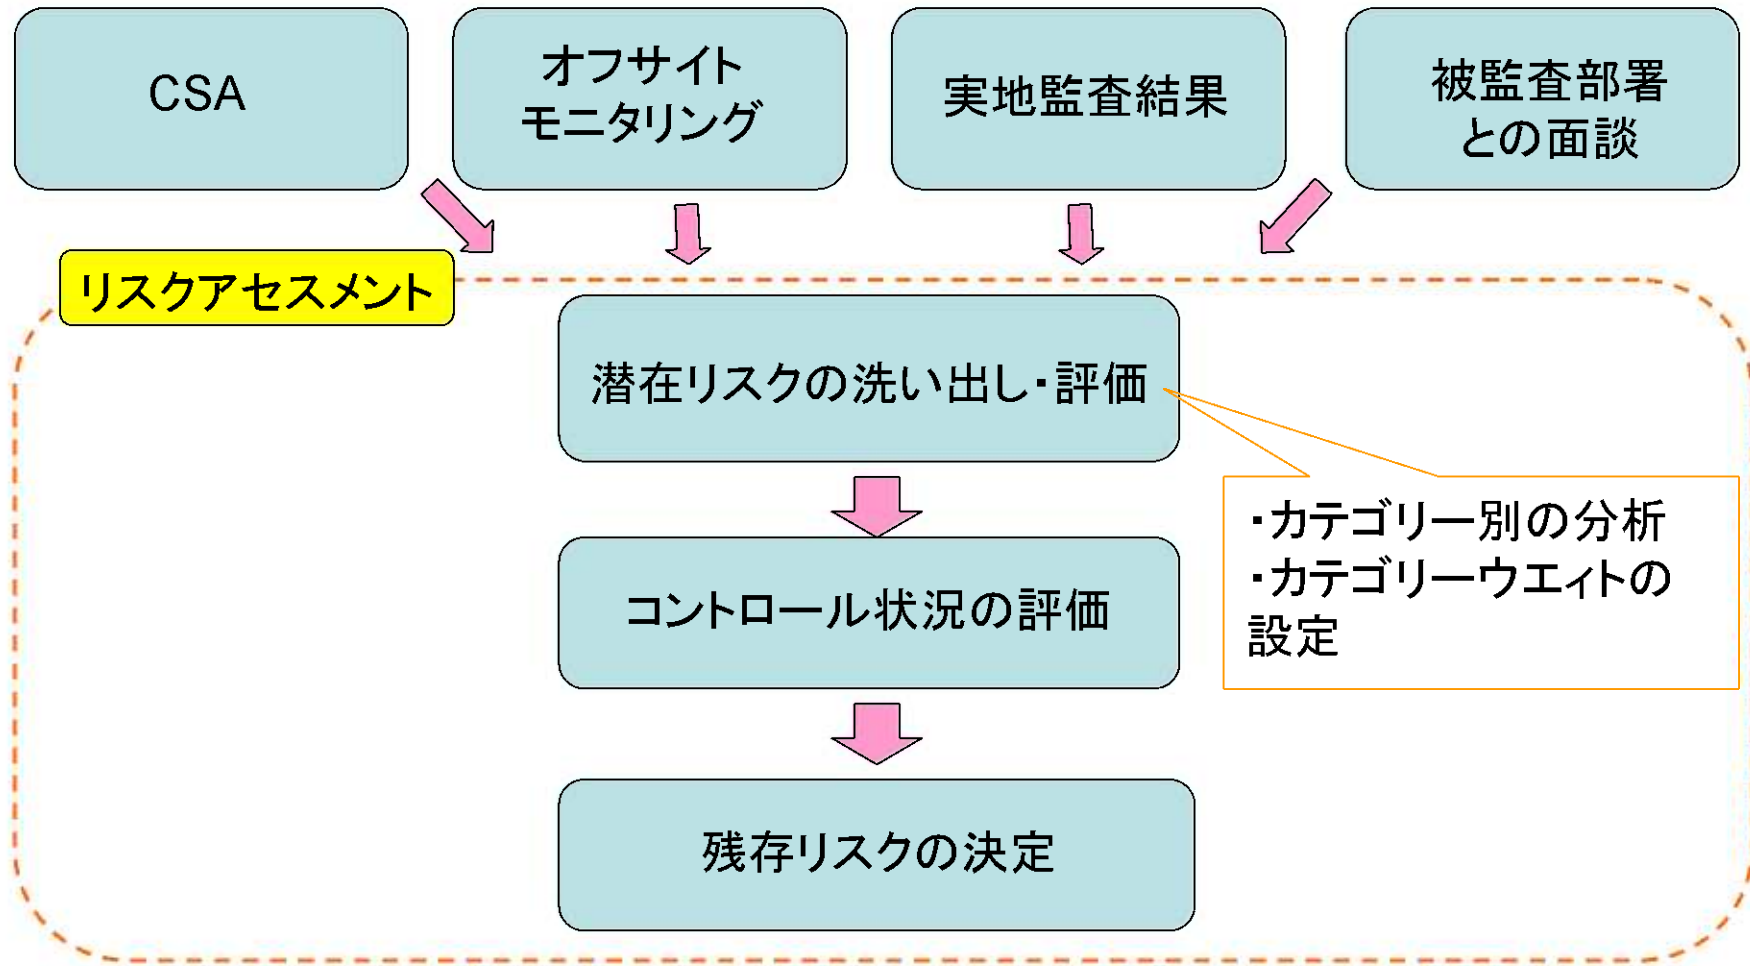 CSA
オフサイト
モニタリング
実地監査結果
被監査部署
との面談
リスクアセスメント
潜在リスクの洗い出し・評価
・カテゴリー別の分析
・カテゴリーウエィトの
設定
コントロール状況の評価
残存リスクの決定